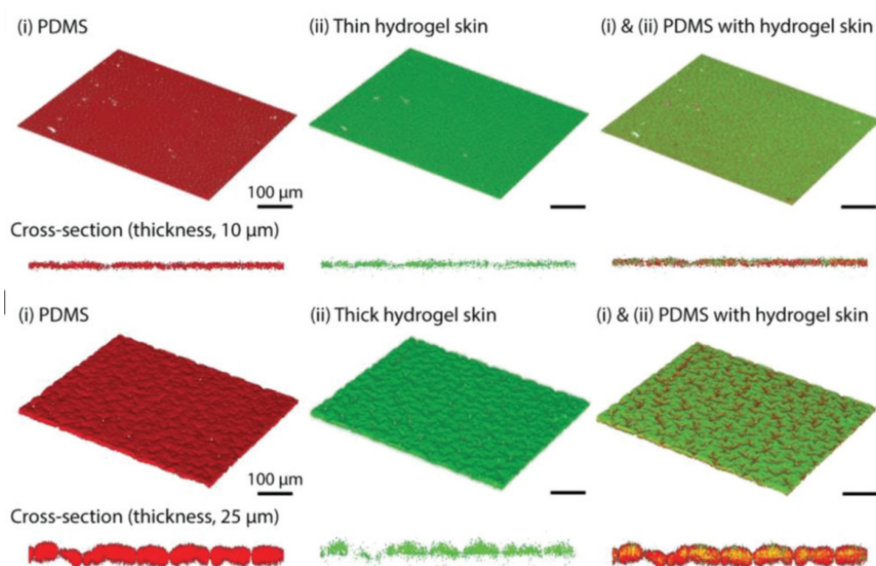 (i) PDMS
(ii) Thin hydrogel skin
(i) & (ii) PDMS with hydrogel skin
100 μm
Cross-section (thickness, 10 μm)
(i) PDMS
(ii) Thick hydrogel skin
(i) & (ii) PDMS with hydrogel skin
100 μm
Cross-section (thickness, 25 μm)